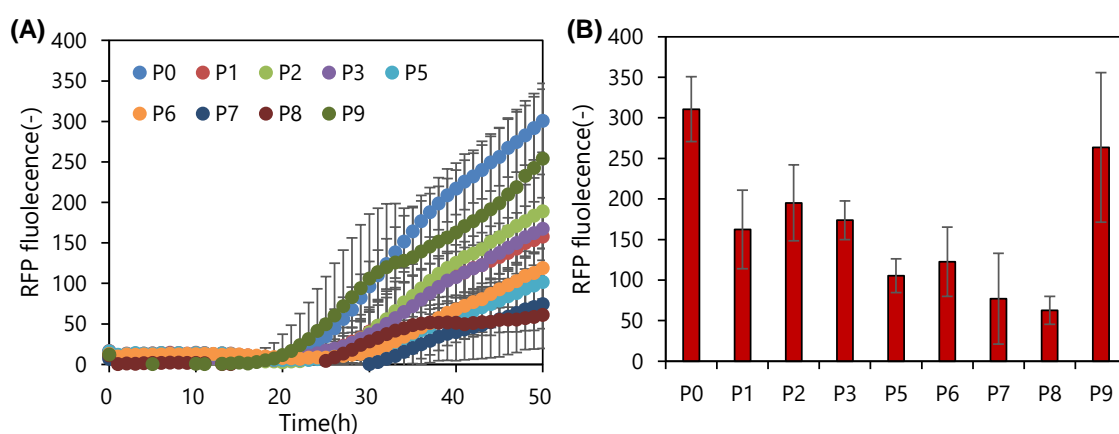 (A)
400
350
300
250
200
150
100
50
0
RFP fluolecence(-)
P0 P1 P2 P3 P5
P6 P7 P8 P9
0 10 20 30 40 50
Time(h)
(B)
400
350
300
250
200
150
100
50
0
RFP fluolecence(-)
P0 P1 P2 P3 P5 P6 P7 P8 P9